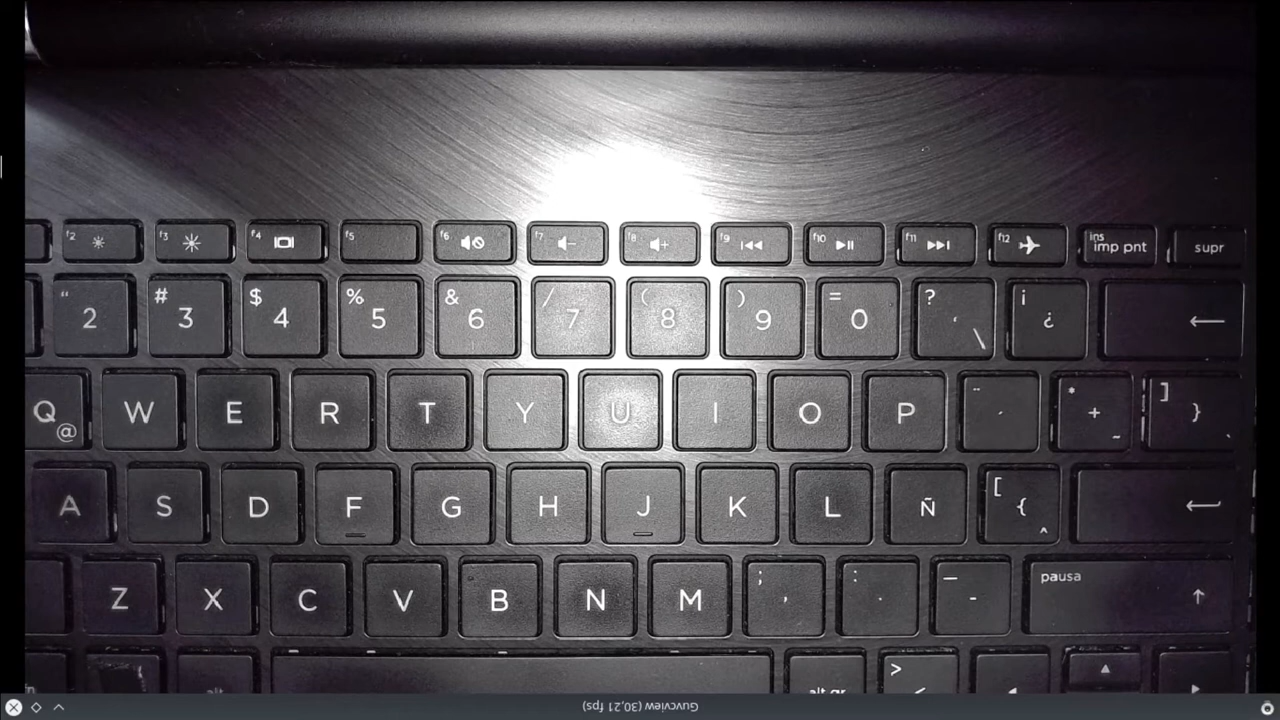 f2 f3 f4 f5 f6 f7 f8 f9 f10 f11 f12 ins imp pnt supr
“ 2 # 3 $ 4 % 5 & 6 / 7 ( 8 ) 9 = 0 ? ‘ \ ¡ ¿
Q @ W E R T Y U I O P ¨ ´ * + ~ ] } `
A S D F G H J K L Ñ [ { ^
Z X C V B N M ; , : . _ - pausa
alt alt gr > <
Guvcview (30,21 fps)